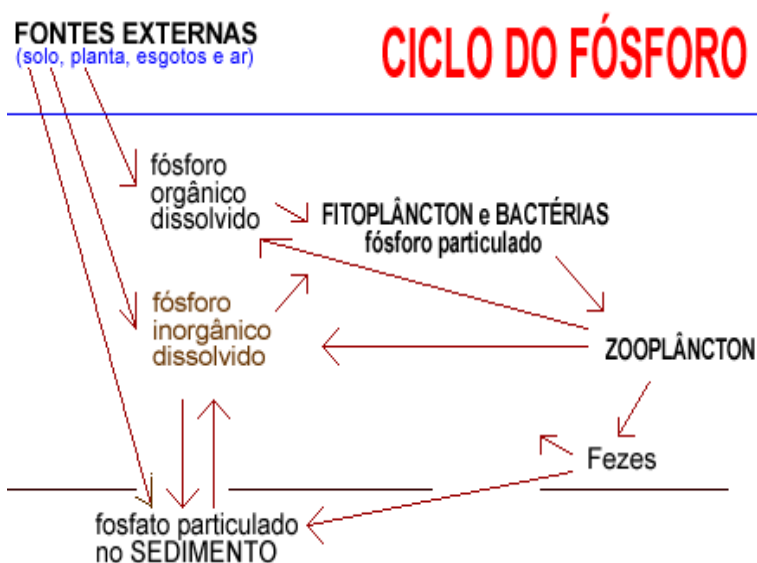 FONTES EXTERNAS
(solo, planta, esgotos e ar)
CICLO DO FÓSFORO
fósforo
orgânico
dissolvido
FITOPLÂNCTON e BACTÉRIAS
fósforo particulado
fósforo
inorgânico
dissolvido
ZOOPLÂNCTON
Fezes
fosfato particulado
no SEDIMENTO